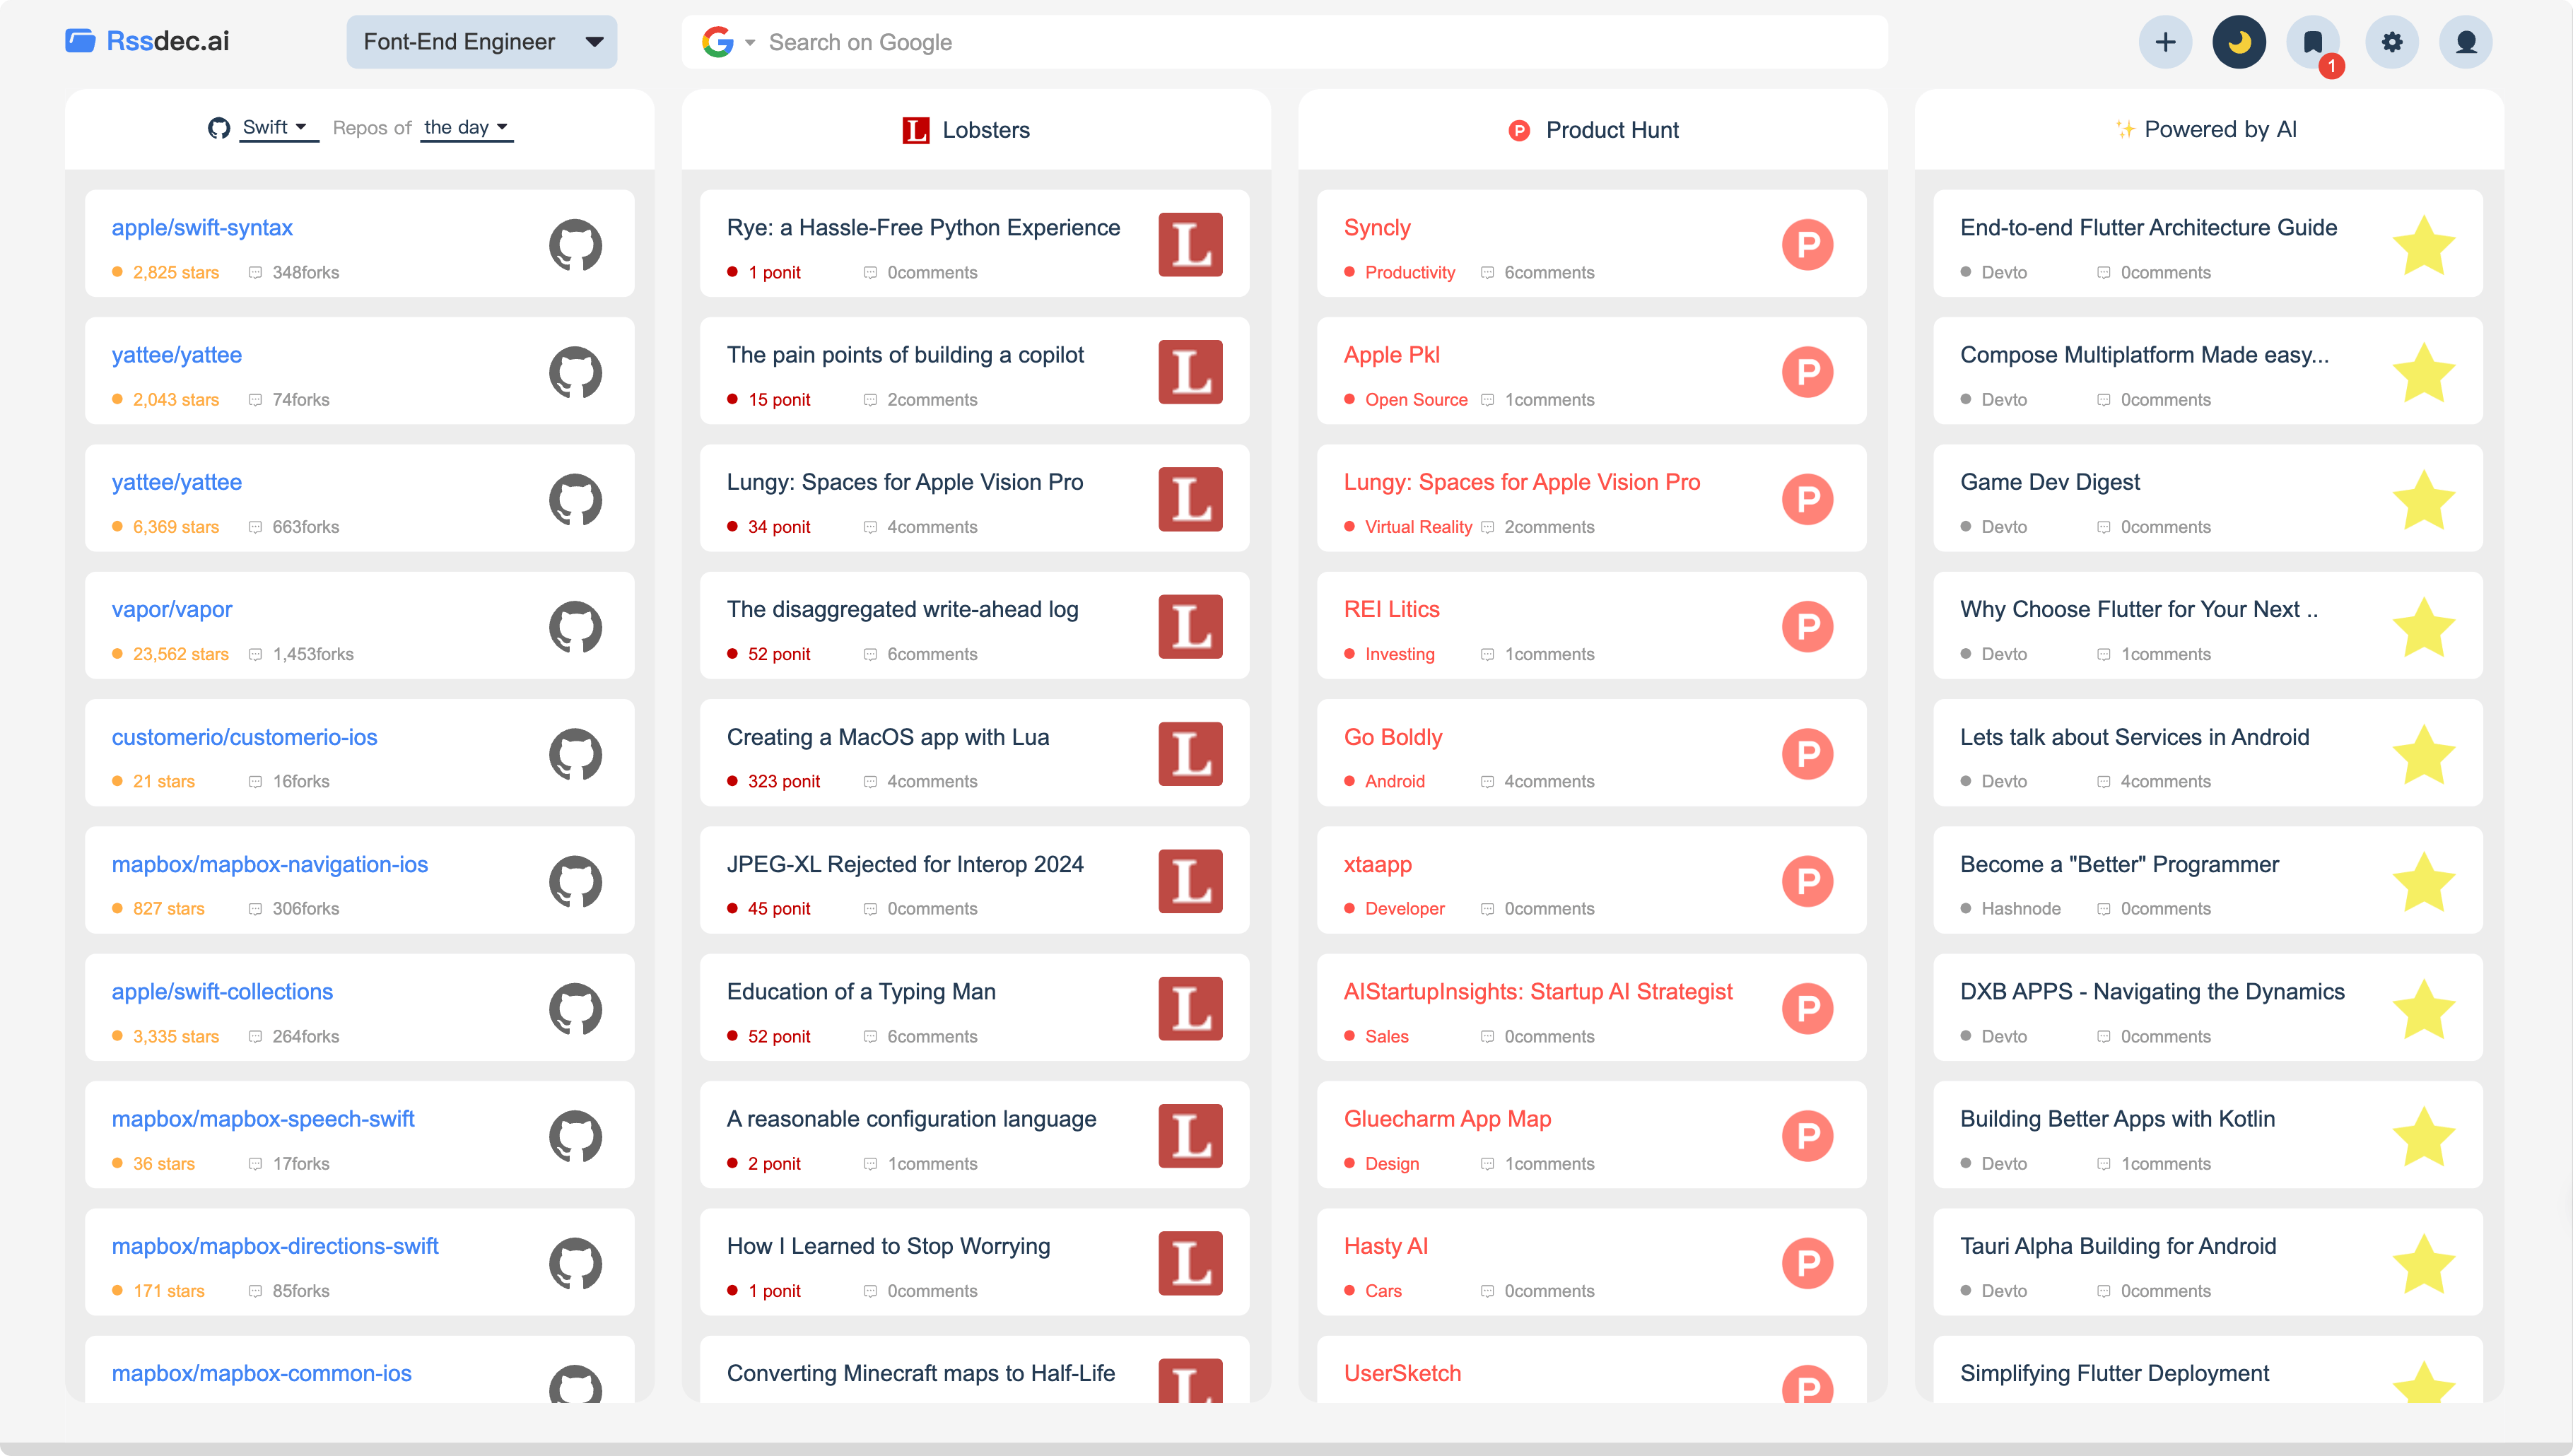 Rssdec.ai
Font-End Engineer
Search on Google
1
Swift
Repos of
the day
apple/swift-syntax
2,825 stars
348forks
yattee/yattee
2,043 stars
74forks
yattee/yattee
6,369 stars
663forks
vapor/vapor
23,562 stars
1,453forks
customerio/customerio-ios
21 stars
16forks
mapbox/mapbox-navigation-ios
827 stars
306forks
apple/swift-collections
3,335 stars
264forks
mapbox/mapbox-speech-swift
36 stars
17forks
mapbox/mapbox-directions-swift
171 stars
85forks
mapbox/mapbox-common-ios
L Lobsters
Rye: a Hassle-Free Python Experience
1 ponit
0comments
L
The pain points of building a copilot
15 ponit
2comments
L
Lungy: Spaces for Apple Vision Pro
34 ponit
4comments
L
The disaggregated write-ahead log
52 ponit
6comments
L
Creating a MacOS app with Lua
323 ponit
4comments
L
JPEG-XL Rejected for Interop 2024
45 ponit
0comments
L
Education of a Typing Man
52 ponit
6comments
L
A reasonable configuration language
2 ponit
1comments
L
How I Learned to Stop Worrying
1 ponit
0comments
L
Converting Minecraft maps to Half-Life
L
P Product Hunt
Syncly
Productivity
6comments
P
Apple Pkl
Open Source
1comments
P
Lungy: Spaces for Apple Vision Pro
Virtual Reality
2comments
P
REI Litics
Investing
1comments
P
Go Boldly
Android
4comments
P
xtaapp
Developer
0comments
P
AIStartupInsights: Startup AI Strategist
Sales
0comments
P
Gluecharm App Map
Design
1comments
P
Hasty AI
Cars
0comments
P
UserSketch
P
Powered by AI
End-to-end Flutter Architecture Guide
Devto
0comments
Compose Multiplatform Made easy...
Devto
0comments
Game Dev Digest
Devto
0comments
Why Choose Flutter for Your Next ..
Devto
1comments
Lets talk about Services in Android
Devto
4comments
Become a "Better" Programmer
Hashnode
0comments
DXB APPS - Navigating the Dynamics
Devto
0comments
Building Better Apps with Kotlin
Devto
1comments
Tauri Alpha Building for Android
Devto
0comments
Simplifying Flutter Deployment